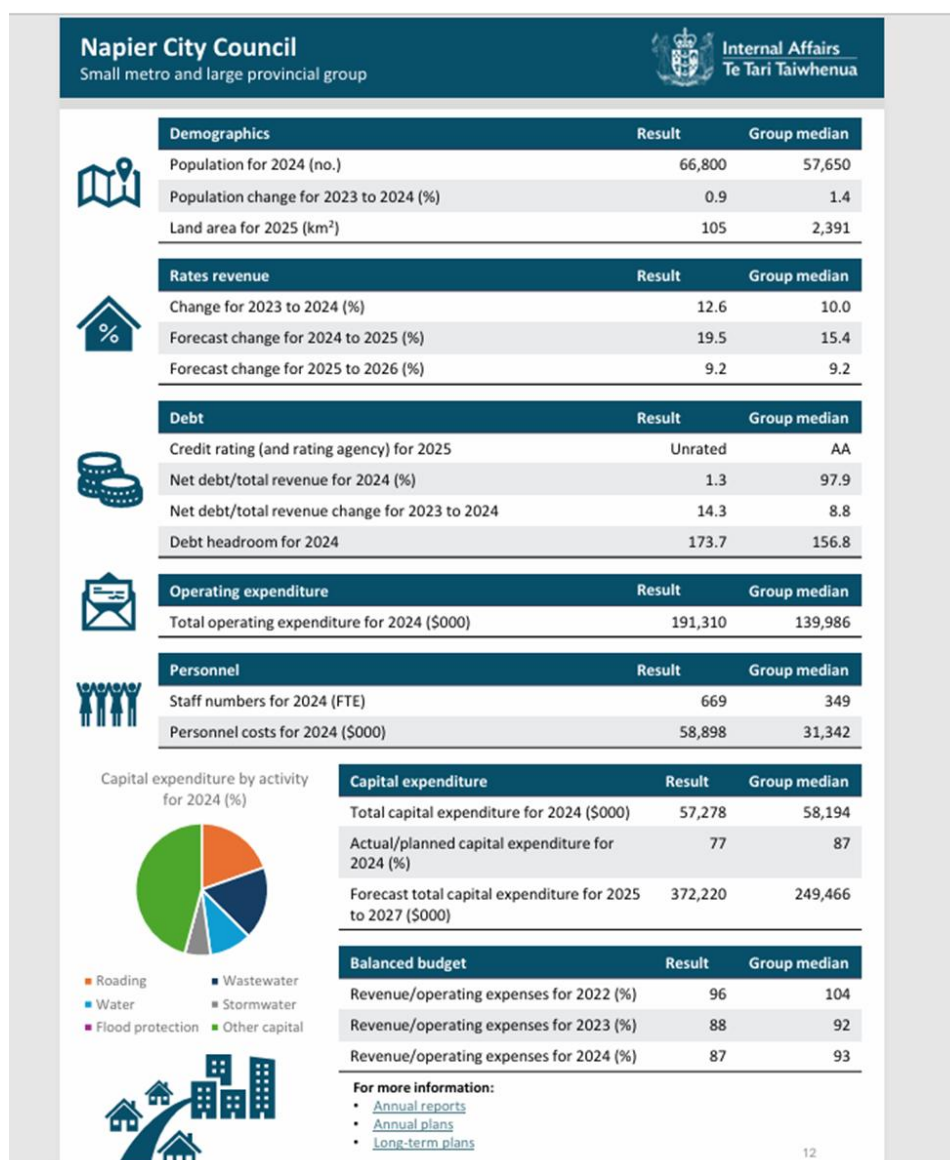 Napier City Council
Small metro and large provincial group
Internal Affairs
Te Tari Taiwhenua
Demographics Result Group median
Population for 2024 (no.) 66,800 57,650
Population change for 2023 to 2024 (%) 0.9 1.4
Land area for 2025 (km²) 105 2,391
Rates revenue Result Group median
Change for 2023 to 2024 (%) 12.6 10.0
Forecast change for 2024 to 2025 (%) 19.5 15.4
Forecast change for 2025 to 2026 (%) 9.2 9.2
%
Debt Result Group median
Credit rating (and rating agency) for 2025 Unrated AA
Net debt/total revenue for 2024 (%) 1.3 97.9
Net debt/total revenue change for 2023 to 2024 14.3 8.8
Debt headroom for 2024 173.7 156.8
Operating expenditure Result Group median
Total operating expenditure for 2024 ($000) 191,310 139,986
Personnel Result Group median
Staff numbers for 2024 (FTE) 669 349
Personnel costs for 2024 ($000) 58,898 31,342
Capital expenditure by activity
for 2024 (%)
Roading Wastewater
Water Stormwater
Flood protection Other capital
Capital expenditure Result Group median
Total capital expenditure for 2024 ($000) 57,278 58,194
Actual/planned capital expenditure for 77 87
2024 (%)
Forecast total capital expenditure for 2025 372,220 249,466
to 2027 ($000)
Balanced budget Result Group median
Revenue/operating expenses for 2022 (%) 96 104
Revenue/operating expenses for 2023 (%) 88 92
Revenue/operating expenses for 2024 (%) 87 93
For more information:
• Annual reports
• Annual plans
• Long-term plans
12